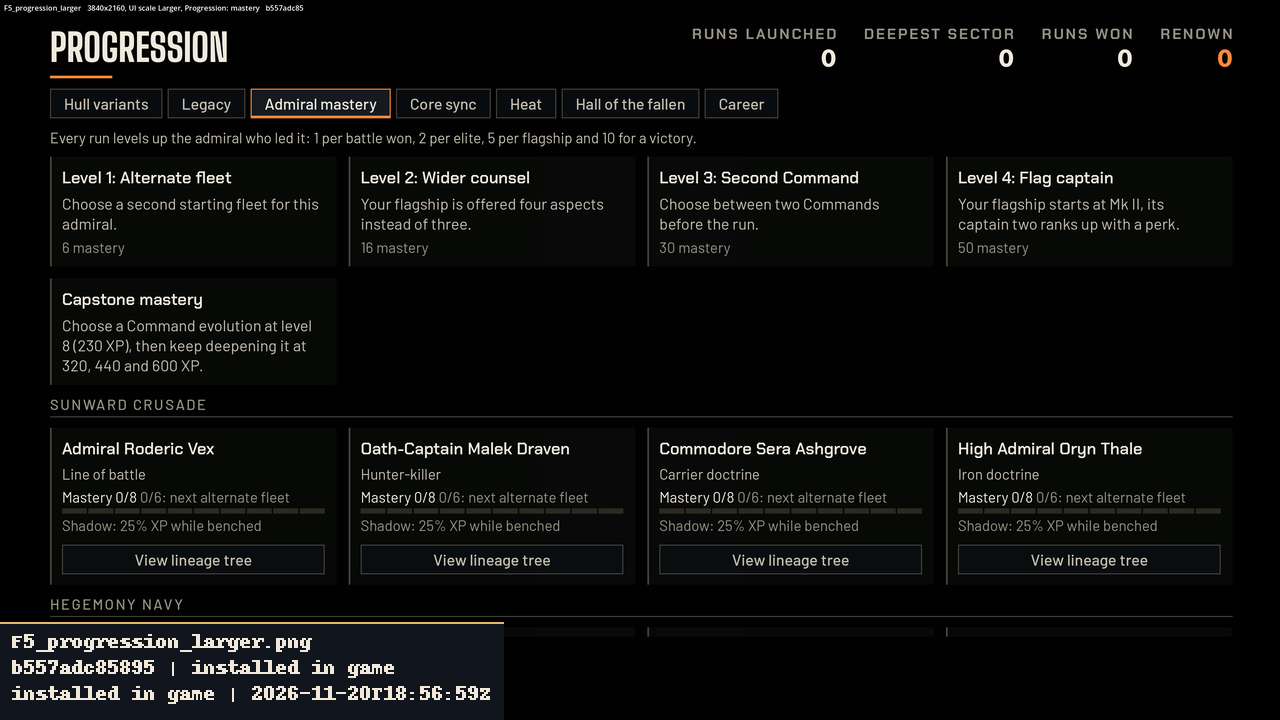 F5_progression_larger 3840x2160, UI scale Larger, Progression: mastery b557adc85
PROGRESSION
RUNS LAUNCHED DEEPEST SECTOR RUNS WON RENOWN
0 0 0 0
Hull variants Legacy Admiral mastery Core sync Heat Hall of the fallen Career
Every run levels up the admiral who led it: 1 per battle won, 2 per elite, 5 per flagship and 10 for a victory.
Level 1: Alternate fleet
Choose a second starting fleet for this
admiral.
6 mastery
Level 2: Wider counsel
Your flagship is offered four aspects
instead of three.
16 mastery
Level 3: Second Command
Choose between two Commands
before the run.
30 mastery
Level 4: Flag captain
Your flagship starts at Mk II, its
captain two ranks up with a perk.
50 mastery
Capstone mastery
Choose a Command evolution at level
8 (230 XP), then keep deepening it at
320, 440 and 600 XP.
SUNWARD CRUSADE
Admiral Roderic Vex
Line of battle
Mastery 0/8 0/6: next alternate fleet
Shadow: 25% XP while benched
View lineage tree
Oath-Captain Malek Draven
Hunter-killer
Mastery 0/8 0/6: next alternate fleet
Shadow: 25% XP while benched
View lineage tree
Commodore Sera Ashgrove
Carrier doctrine
Mastery 0/8 0/6: next alternate fleet
Shadow: 25% XP while benched
View lineage tree
High Admiral Oryn Thale
Iron doctrine
Mastery 0/8 0/6: next alternate fleet
Shadow: 25% XP while benched
View lineage tree
HEGEMONY NAVY
F5_progression_larger.png
b557adc85895 | installed in game
installed in game | 2026-11-20T18:56:59Z